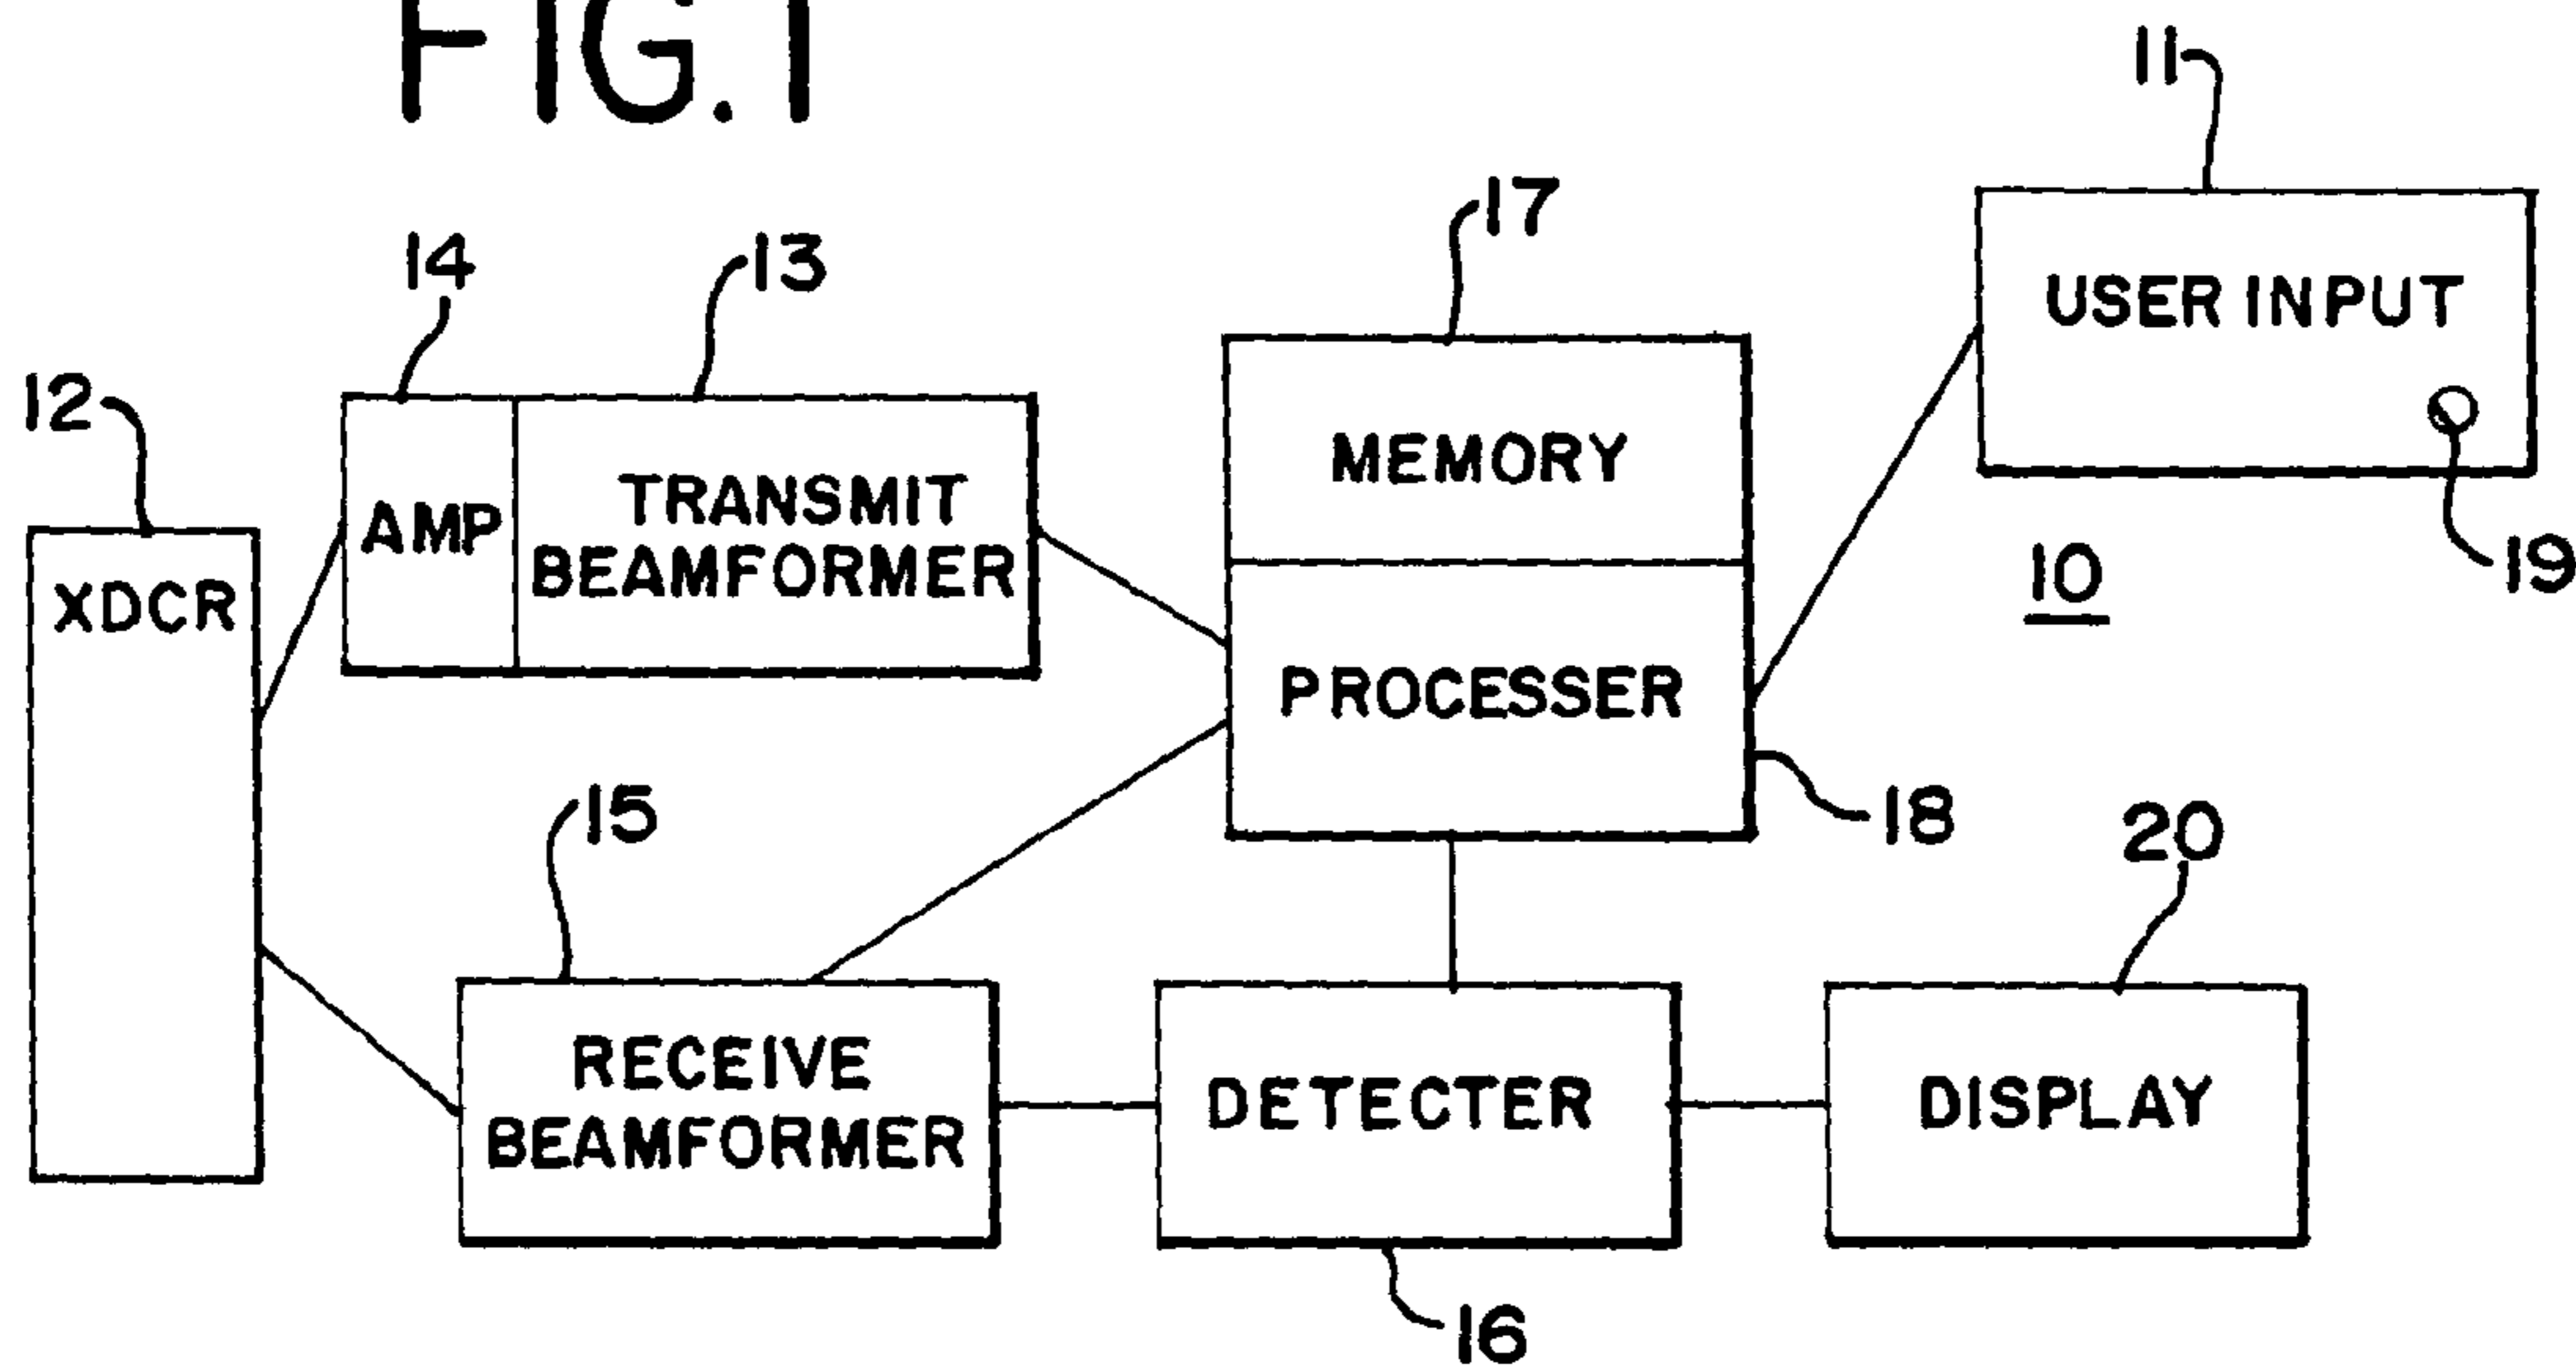 FIG. 1
11
17
14
13
USER INPUT
12
MEMORY
AMP
TRANSMIT
BEAMFORMER
19
10
XDCR
PROCESSER
15
18
20
RECEIVE
BEAMFORMER
DETECTER
DISPLAY
16